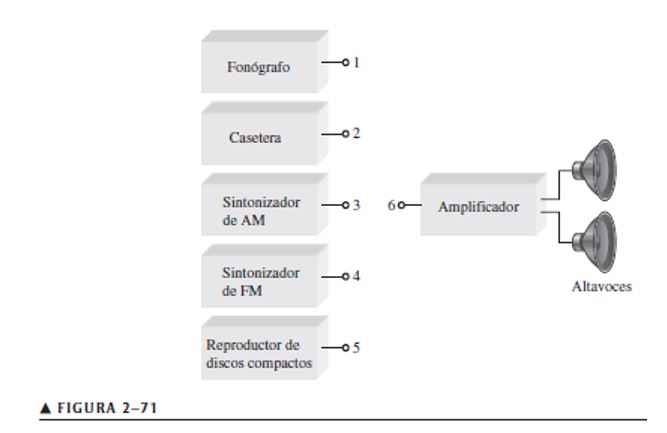 Fonógrafo
1
Casetera
2
Sintonizador
de AM
3
6
Amplificador
Sintonizador
de FM
4
Altavoces
Reproductor de
discos compactos
5
▲ FIGURA 2–71